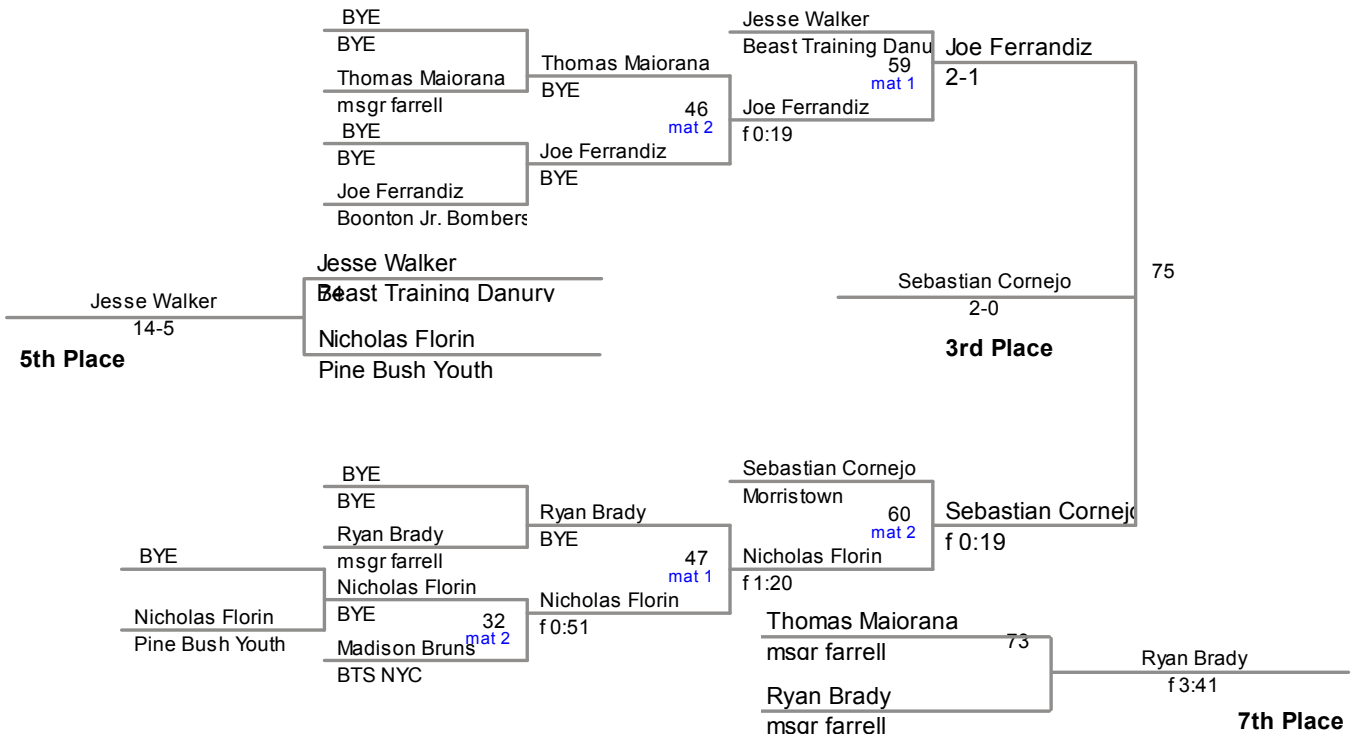 BYE
BYE
Thomas Maiorana
msgr farrell
BYE
BYE
Joe Ferrandiz
Boonton Jr. Bombers
Thomas Maiorana
BYE
46
mat 2
Joe Ferrandiz
BYE
Jesse Walker
Beast Training Danu
59
mat 1
Joe Ferrandiz
f 0:19
Joe Ferrandiz
2-1
75
Sebastian Cornejo
2-0
3rd Place
Jesse Walker
Beast Training Danury
74
Nicholas Florin
Pine Bush Youth
Jesse Walker
14-5
5th Place
BYE
Nicholas Florin
Pine Bush Youth
BYE
BYE
Ryan Brady
msgr farrell
Nicholas Florin
BYE
32
mat 2
Madison Bruns
BTS NYC
Ryan Brady
BYE
47
mat 1
Nicholas Florin
f 0:51
Sebastian Cornejo
Morristown
60
mat 2
Nicholas Florin
f 1:20
Sebastian Cornejo
f 0:19
Thomas Maiorana
msgr farrell
73
Ryan Brady
msgr farrell
Ryan Brady
f 3:41
7th Place